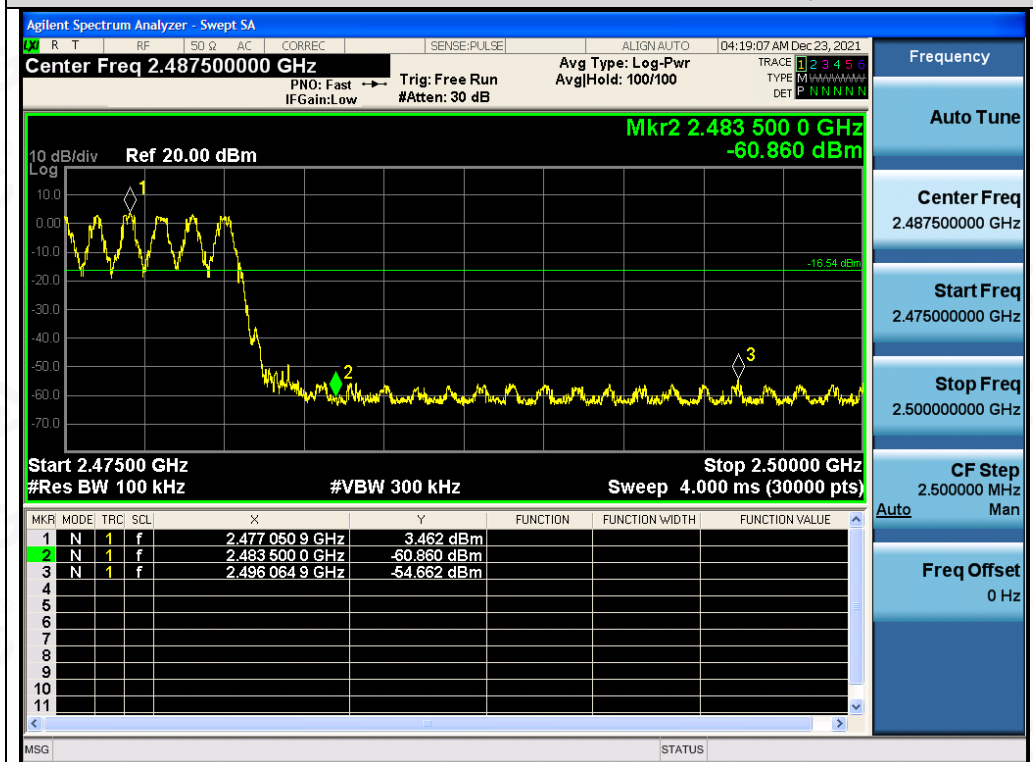 Agilent Spectrum Analyzer - Swept SA
LXI R T RF 50 Ω AC CORREC SENSE:PULSE ALIGN AUTO 04:19:07 AM Dec 23, 2021
Center Freq 2.487500000 GHz
PNO: Fast
IFGain:Low
Trig: Free Run
#Atten: 30 dB
Avg Type: Log-Pwr
Avg|Hold: 100/100
TRACE 1 2 3 4 5 6
TYPE M
DET P N N N N N
Mkr2 2.483 500 0 GHz
-60.860 dBm
10 dB/div Ref 20.00 dBm
Log
10.0
0.00
-10.0
-20.0
-30.0
-40.0
-50.0
-60.0
-70.0
1
2
3
-16.54 dBm
Start 2.47500 GHz Stop 2.50000 GHz
#Res BW 100 kHz #VBW 300 kHz Sweep 4.000 ms (30000 pts)
MKR MODE TRC SCL X Y FUNCTION FUNCTION WIDTH FUNCTION VALUE
1 N 1 f 2.477 050 9 GHz 3.462 dBm
2 N 1 f 2.483 500 0 GHz -60.860 dBm
3 N 1 f 2.496 064 9 GHz -54.662 dBm
4
5
6
7
8
9
10
11
MSG STATUS
Frequency
Auto Tune
Center Freq
2.487500000 GHz
Start Freq
2.475000000 GHz
Stop Freq
2.500000000 GHz
CF Step
2.500000 MHz
Auto Man
Freq Offset
0 Hz